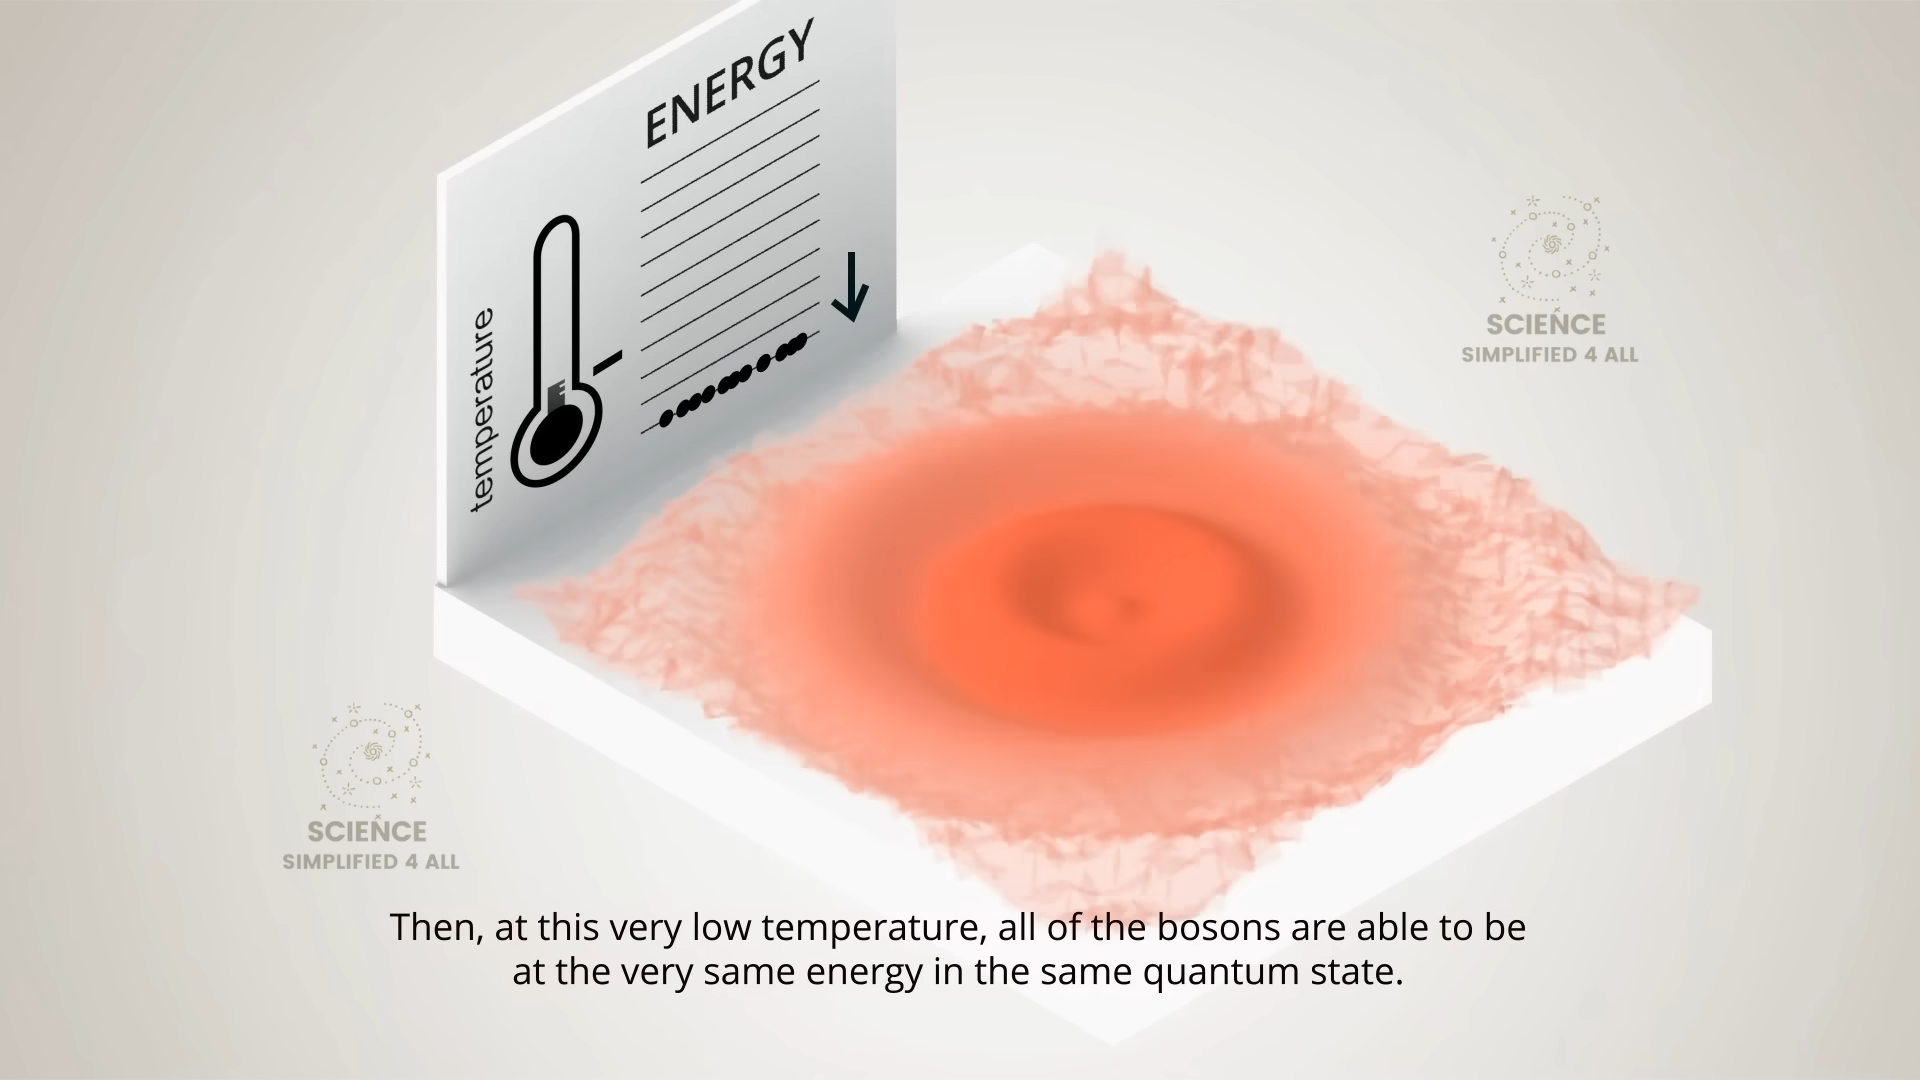 ENERGY
temperature
SCIENCE
SIMPLIFIED 4 ALL
SCIENCE
SIMPLIFIED 4 ALL
Then, at this very low temperature, all of the bosons are able to be
at the very same energy in the same quantum state.